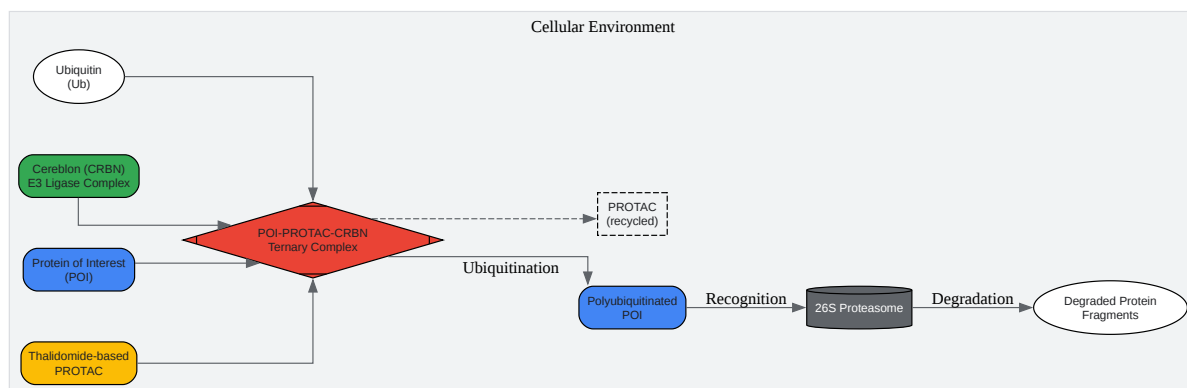 Cellular Environment
Ubiquitin
(Ub)
Cereblon (CRBN)
E3 Ligase Complex
Protein of Interest
(POI)
Thalidomide-based
PROTAC
POI-PROTAC-CRBN
Ternary Complex
PROTAC
(recycled)
Ubiquitination
Polyubiquitinated
POI
Recognition
26S Proteasome
Degradation
Degraded Protein
Fragments